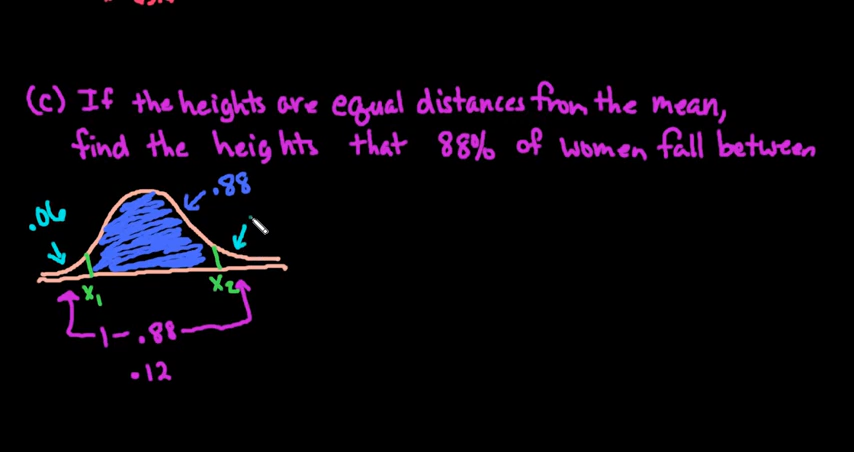 (c) If the heights are equal distances from the mean,
find the heights that 88% of women fall between
.88
.06
x₁
x₂
1 - .88
.12